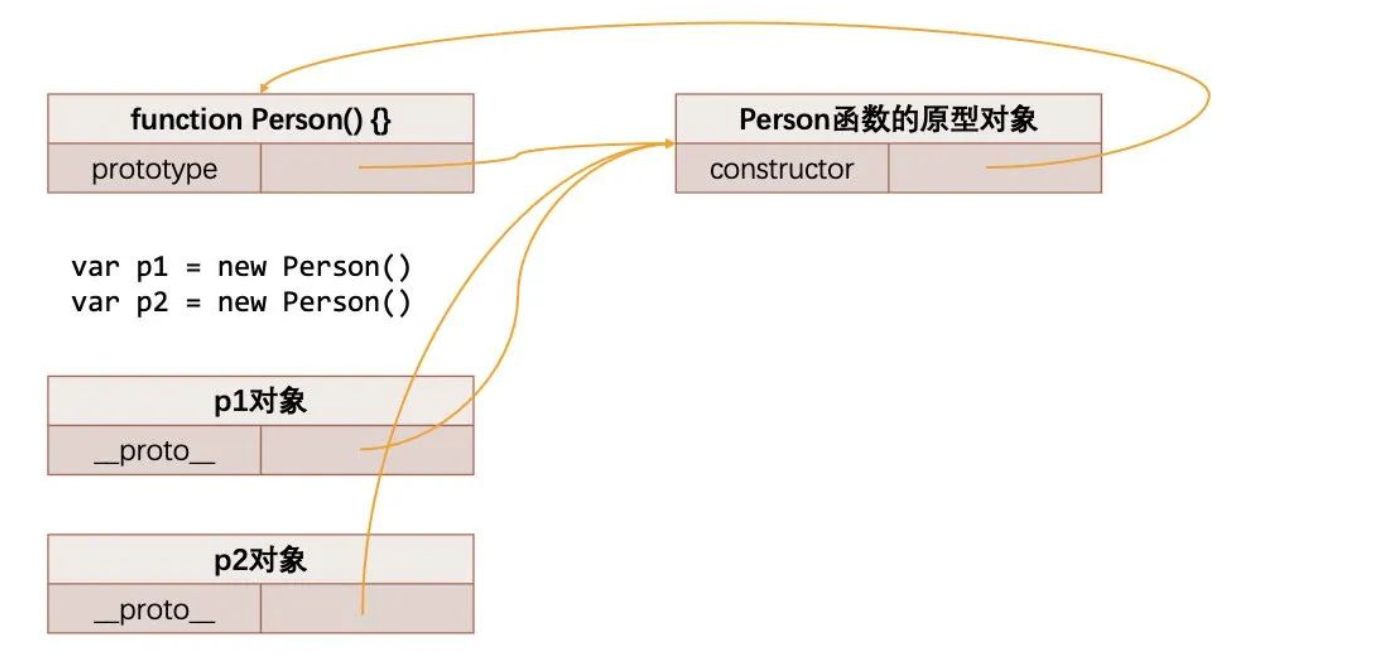 function Person() {}
prototype
Person函数的原型对象
constructor
var p1 = new Person()
var p2 = new Person()
p1对象
__proto__
p2对象
__proto__